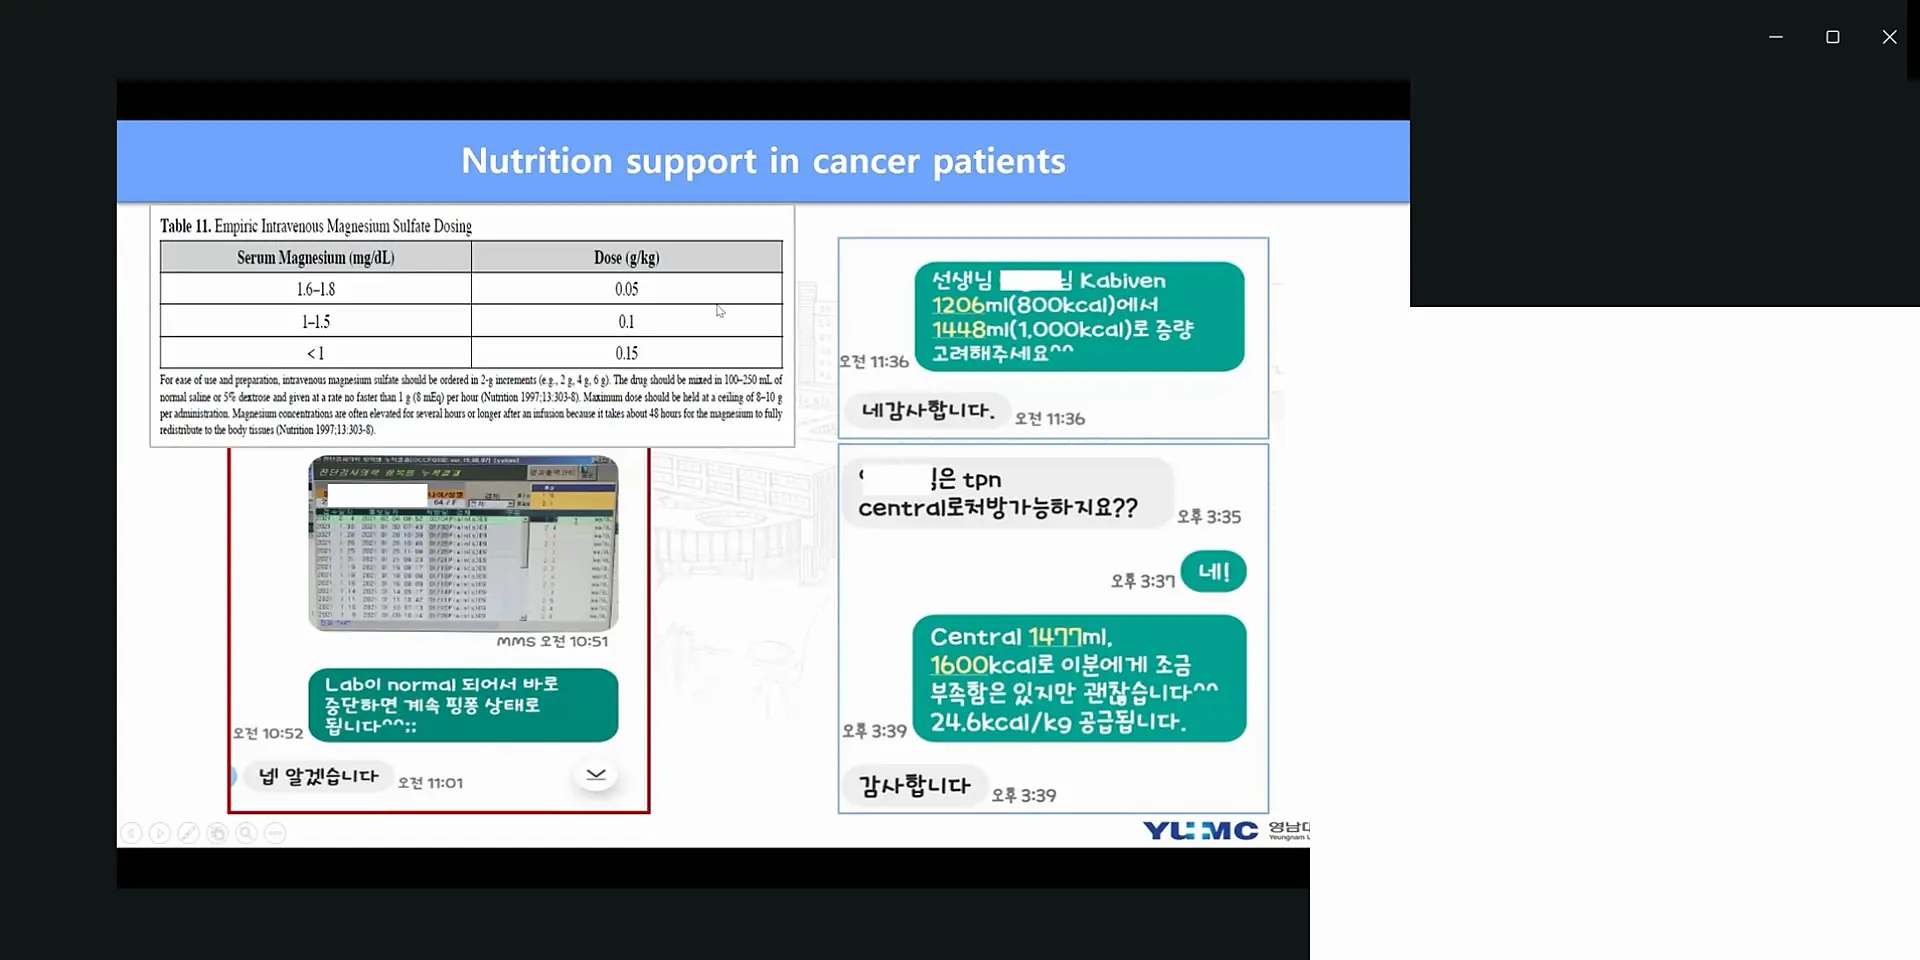 Nutrition support in cancer patients
Table 11. Empiric Intravenous Magnesium Sulfate Dosing
Serum Magnesium (mg/dL) Dose (g/kg)
1.6–1.8 0.05
1–1.5 0.1
< 1 0.15
For ease of use and preparation, intravenous magnesium sulfate should be ordered in 2-g increments (e.g., 2 g, 4 g, 6 g). The drug should be mixed in 100–250 mL of
normal saline or 5% dextrose and given at a rate no faster than 1 g (8 mEq) per hour (Nutrition 1997;13:303-8). Maximum dose should be held at a ceiling of 8–10 g
per administration. Magnesium concentrations are often elevated for several hours or longer after an infusion because it takes about 48 hours for the magnesium to fully
redistribute to the body tissues (Nutrition 1997;13:303-8).
MMS 오전 10:51
Lab이 normal 되어서 바로
중단하면 계속 핑퐁 상태로
됩니다^^;;
오전 10:52
넵! 알겠습니다 오전 11:01
선생님 님 Kabiven
1206ml(800kcal)에서
1448ml(1,000kcal)로 증량
고려해주세요^^
오전 11:36
네감사합니다. 오전 11:36
은 tpn
central로처방가능하지요??
오후 3:35
네!
오후 3:37
Central 1477ml,
1600kcal로 이분에게 조금
부족함은 있지만 괜찮습니다^^
24.6kcal/kg 공급됩니다.
오후 3:39
감사합니다 오후 3:39
YUMC 영남대
Yeungnam U